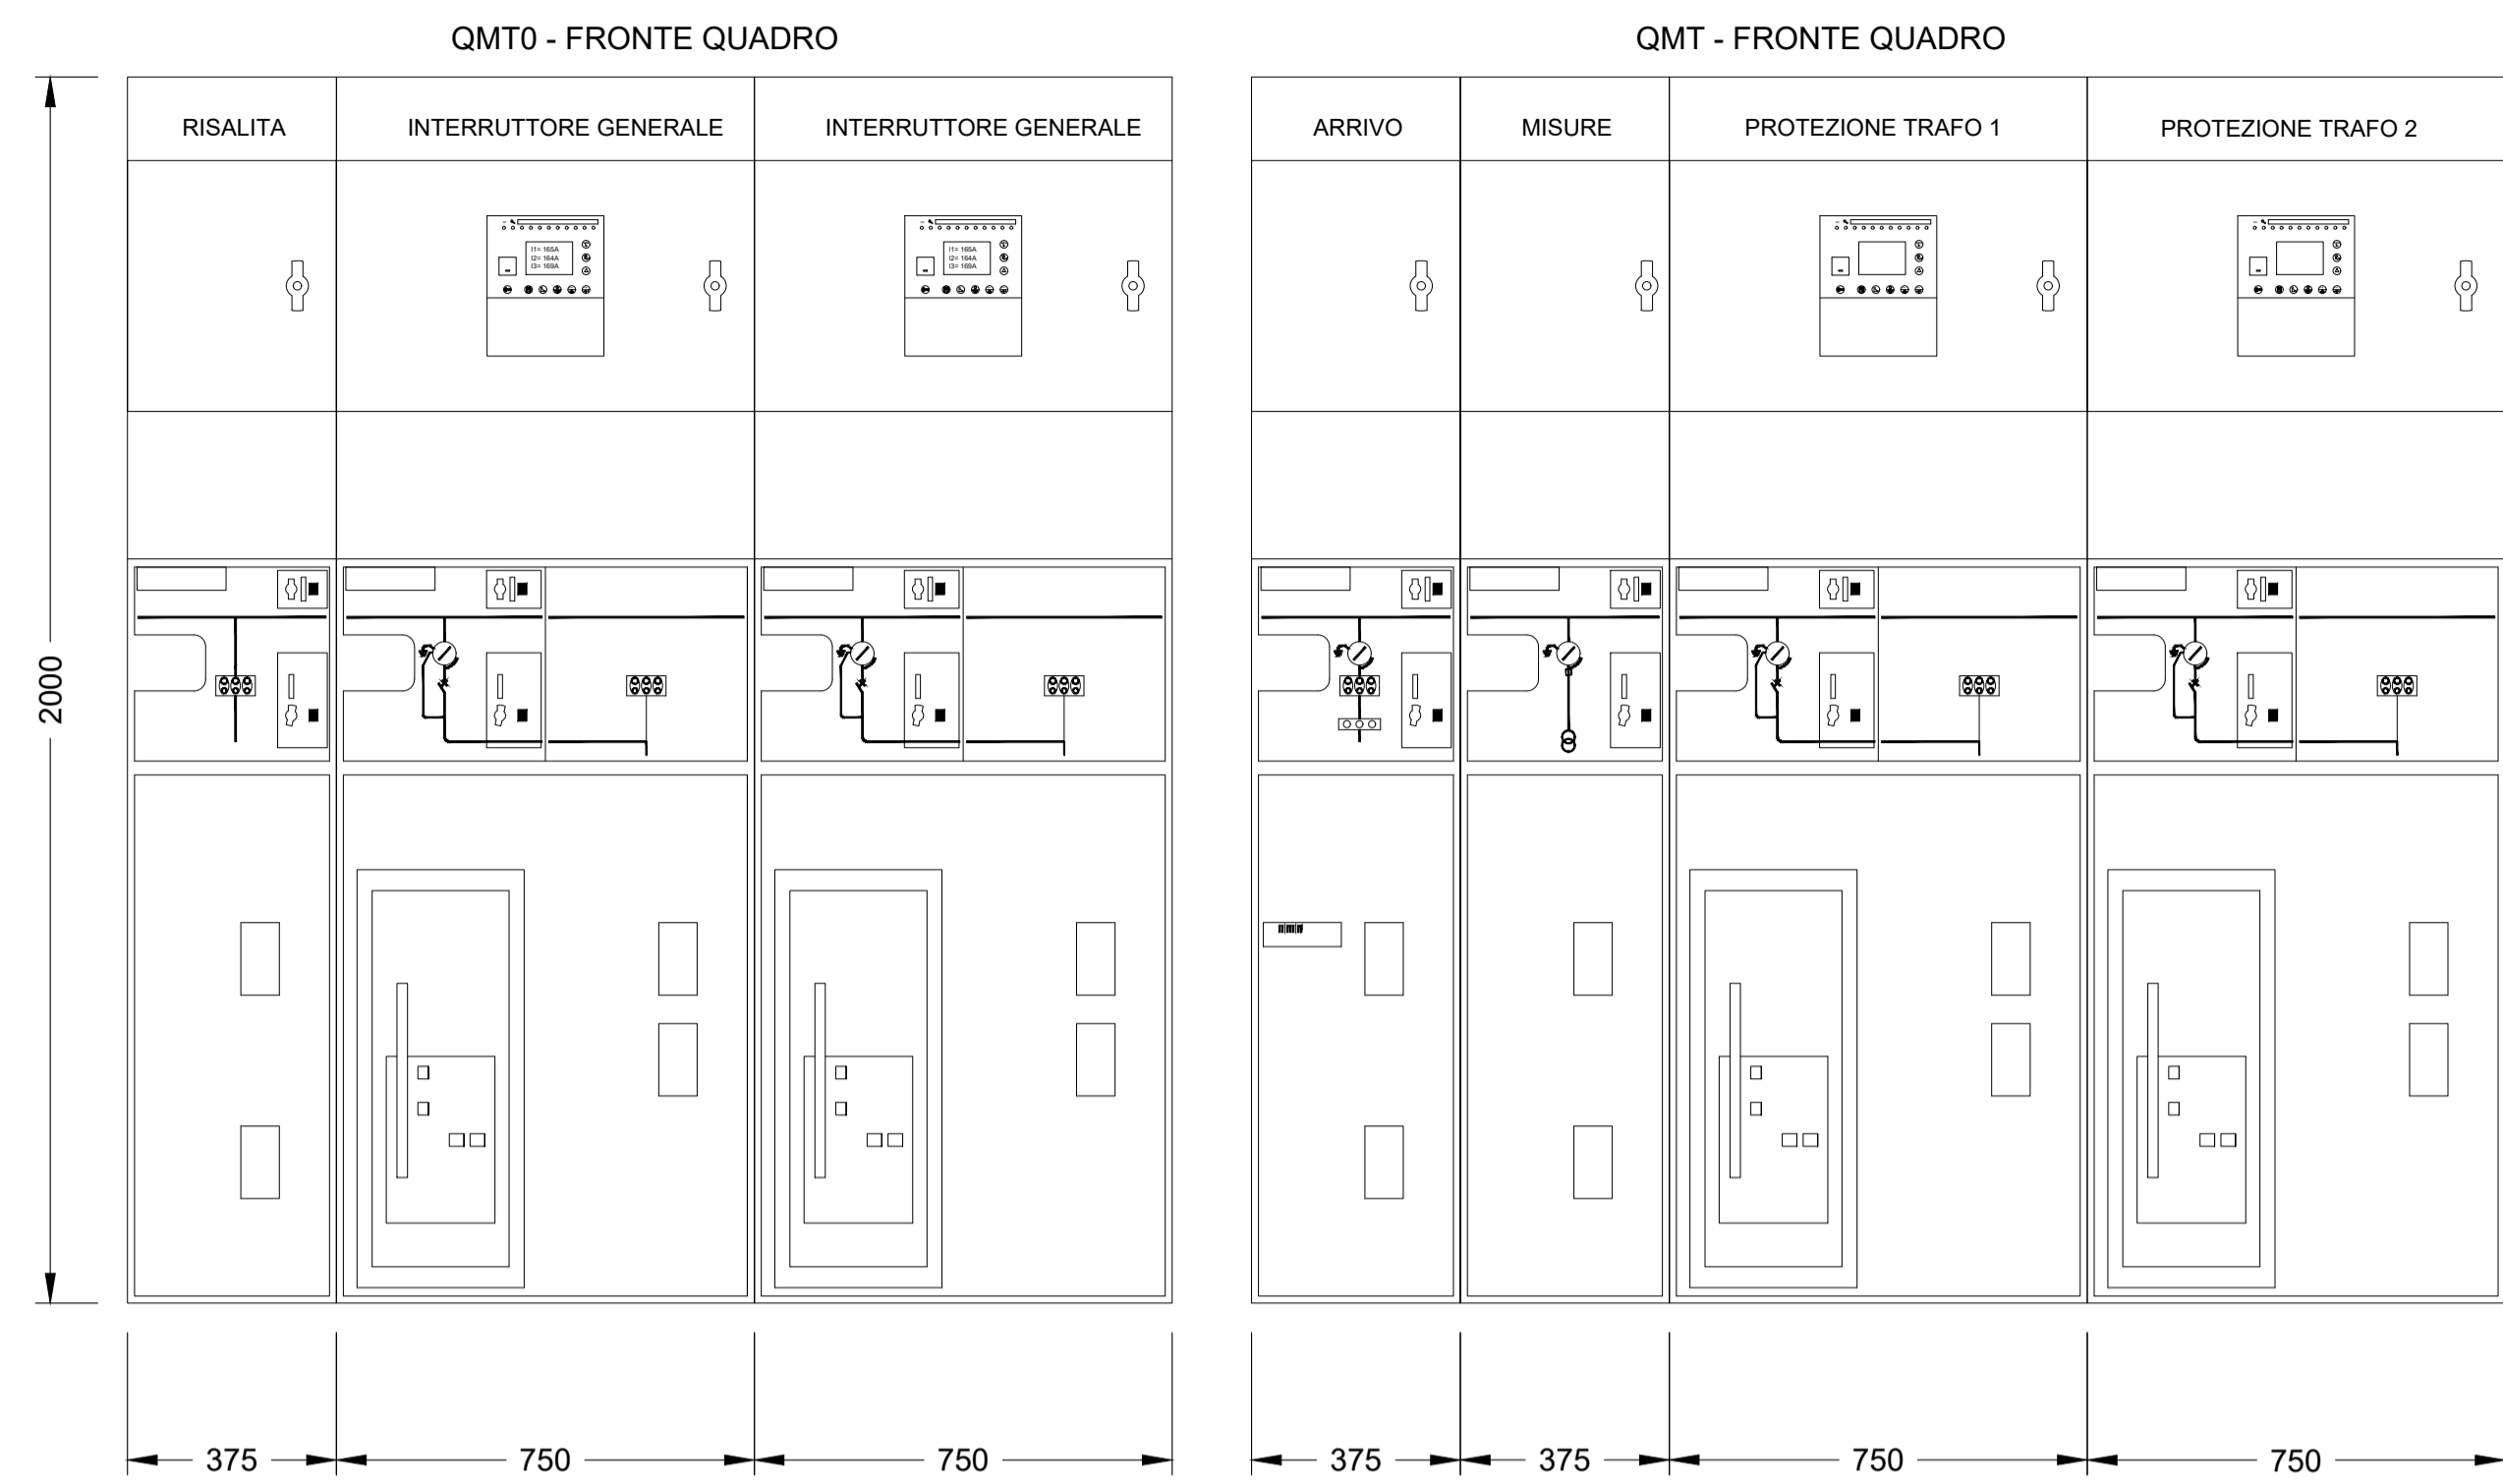 QMT0 - FRONTE QUADRO
QMT - FRONTE QUADRO
RISALITA
INTERRUTTORE GENERALE
INTERRUTTORE GENERALE
ARRIVO
MISURE
PROTEZIONE TRAFO 1
PROTEZIONE TRAFO 2
I1= 165A
I2= 164A
I3= 169A
I1= 165A
I2= 164A
I3= 169A
2000
375
750
750
375
375
750
750